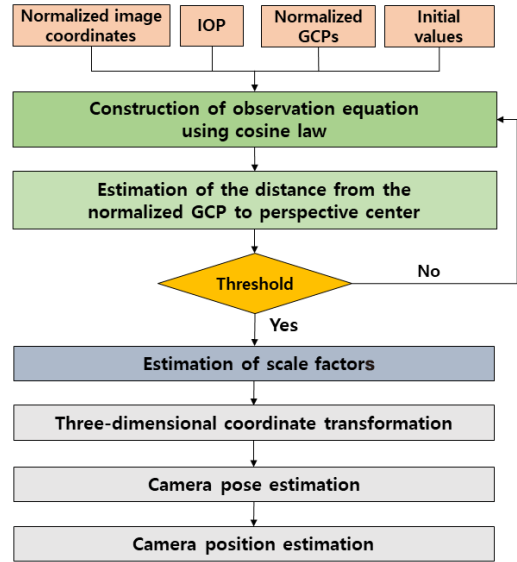 Normalized image
coordinates
IOP
Normalized
GCPs
Initial
values
Construction of observation equation
using cosine law
Estimation of the distance from the
normalized GCP to perspective center
Threshold
No
Yes
Estimation of scale factors
Three-dimensional coordinate transformation
Camera pose estimation
Camera position estimation